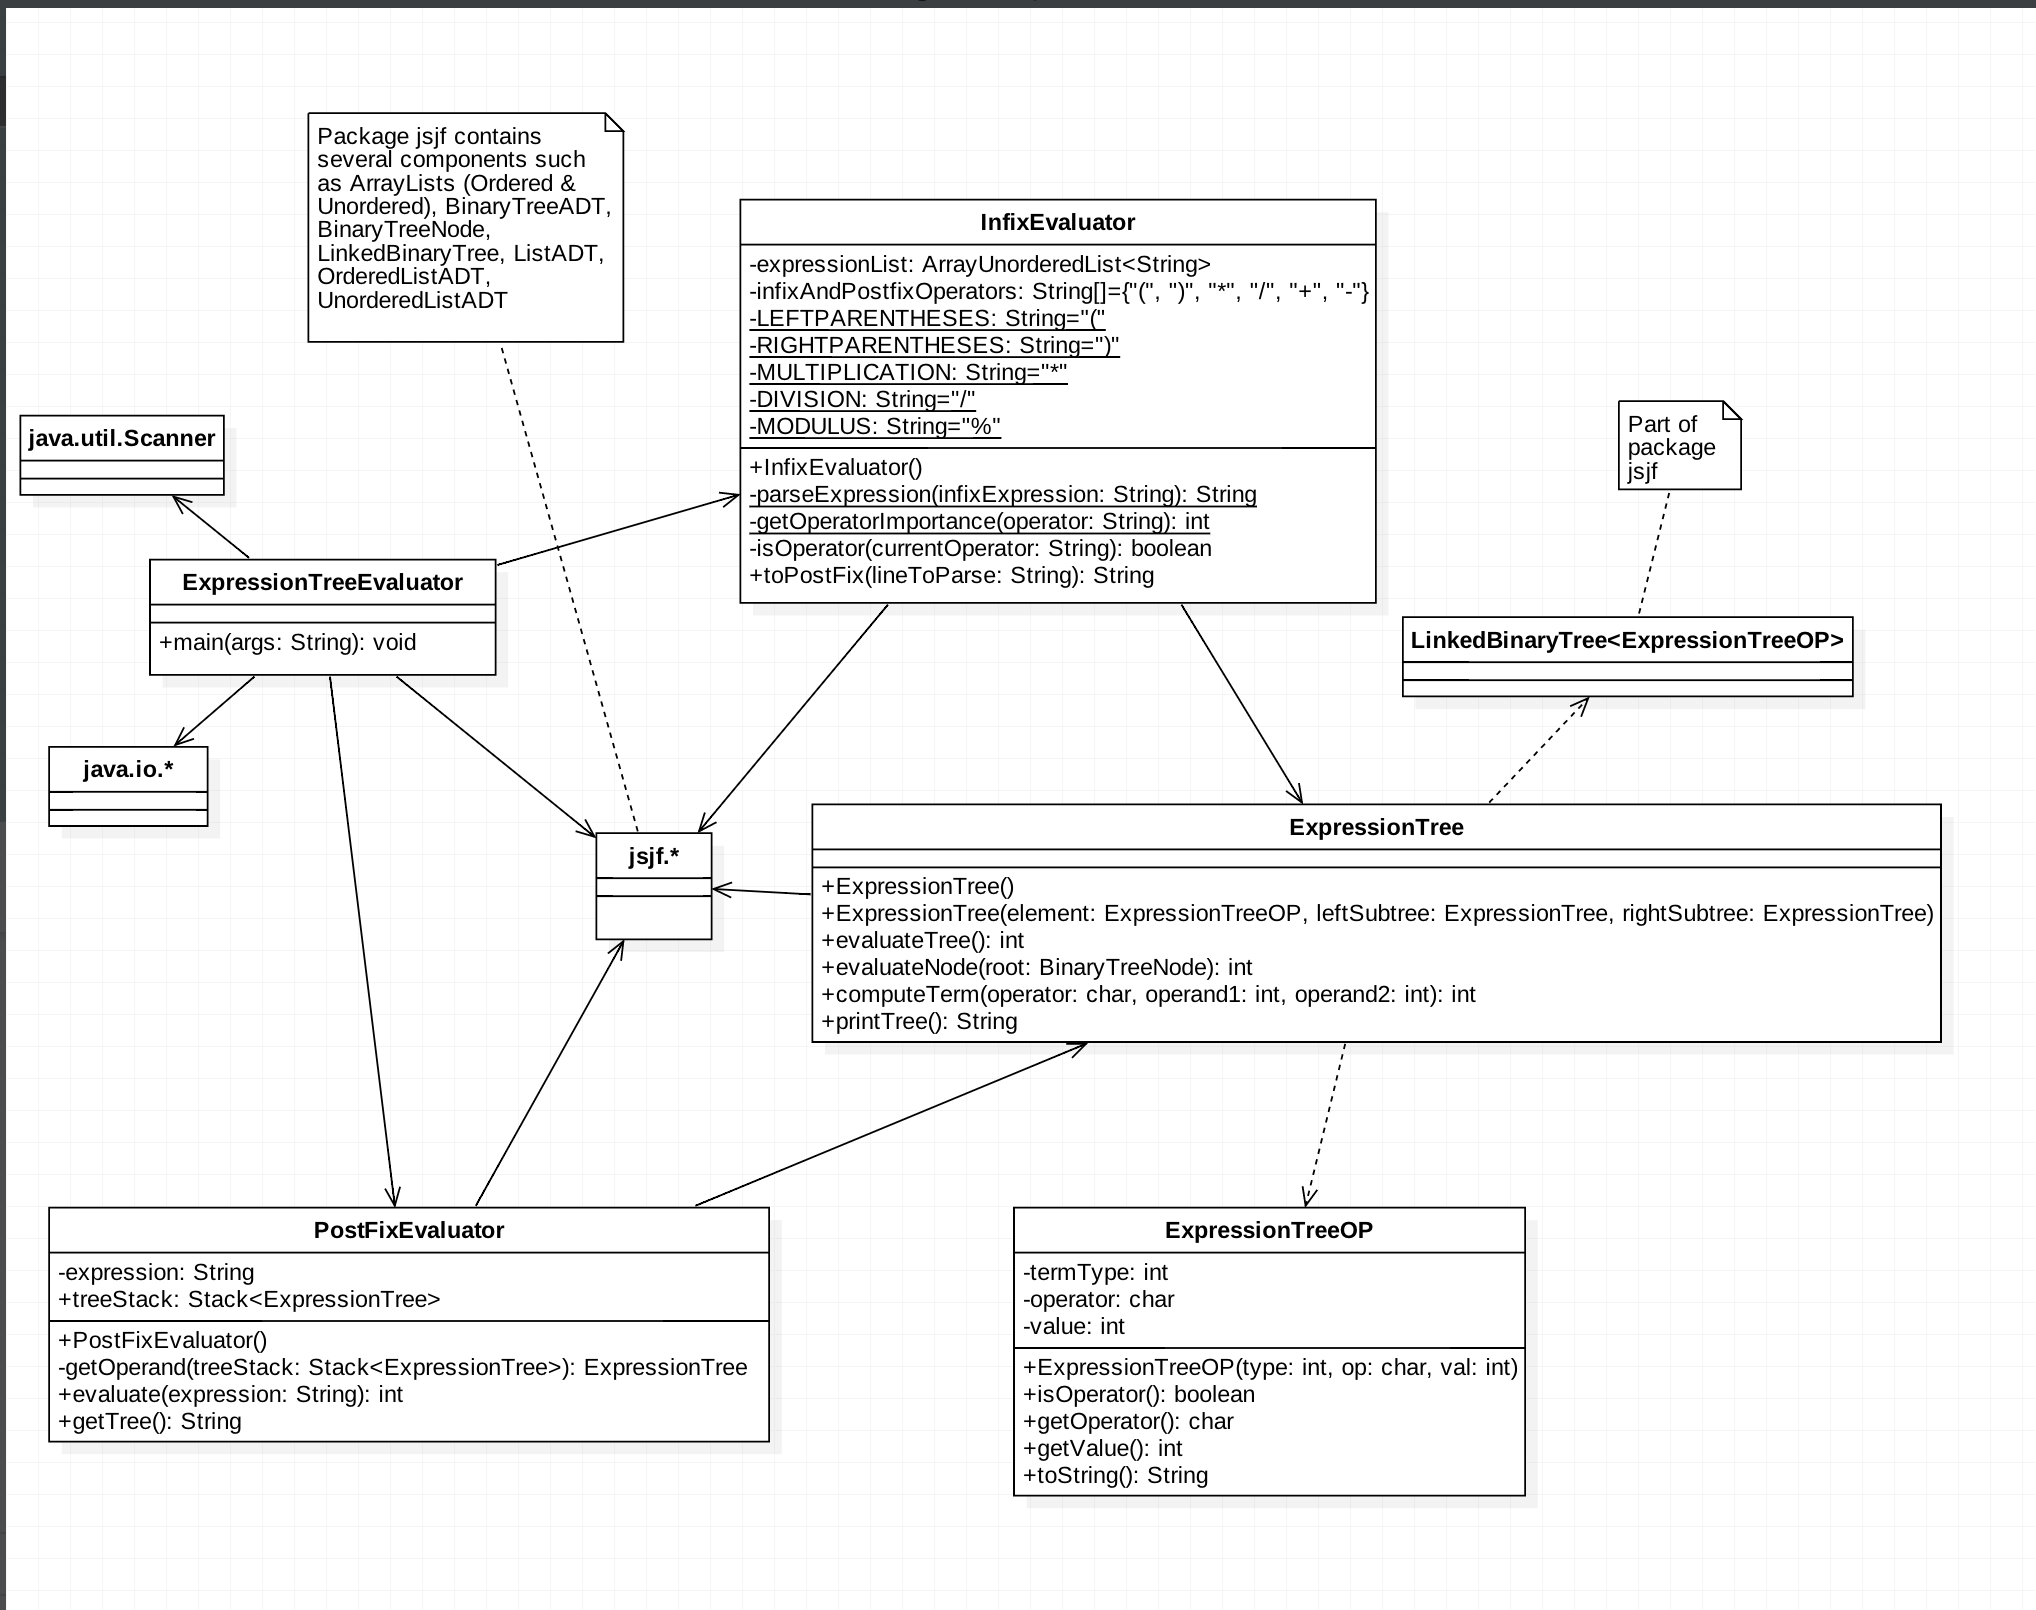 Package jsjf contains
several components such
as ArrayLists (Ordered &
Unordered), BinaryTreeADT,
BinaryTreeNode,
LinkedBinaryTree, ListADT,
OrderedListADT,
UnorderedListADT
InfixEvaluator
-expressionList: ArrayUnorderedList<String>
-infixAndPostfixOperators: String[]={"(", ")", "*", "/", "+", "-"}
-LEFTPARENTHESES: String="("
-RIGHTPARENTHESES: String=")"
-MULTIPLICATION: String="*"
-DIVISION: String="/"
-MODULUS: String="%"
+InfixEvaluator()
-parseExpression(infixExpression: String): String
-getOperatorImportance(operator: String): int
-isOperator(currentOperator: String): boolean
+toPostFix(lineToParse: String): String
java.util.Scanner
Part of
package
jsjf
ExpressionTreeEvaluator
+main(args: String): void
LinkedBinaryTree<ExpressionTreeOP>
java.io.*
jsjf.*
ExpressionTree
+ExpressionTree()
+ExpressionTree(element: ExpressionTreeOP, leftSubtree: ExpressionTree, rightSubtree: ExpressionTree)
+evaluateTree(): int
+evaluateNode(root: BinaryTreeNode): int
+computeTerm(operator: char, operand1: int, operand2: int): int
+printTree(): String
PostFixEvaluator
-expression: String
+treeStack: Stack<ExpressionTree>
+PostFixEvaluator()
-getOperand(treeStack: Stack<ExpressionTree>): ExpressionTree
+evaluate(expression: String): int
+getTree(): String
ExpressionTreeOP
-termType: int
-operator: char
-value: int
+ExpressionTreeOP(type: int, op: char, val: int)
+isOperator(): boolean
+getOperator(): char
+getValue(): int
+toString(): String